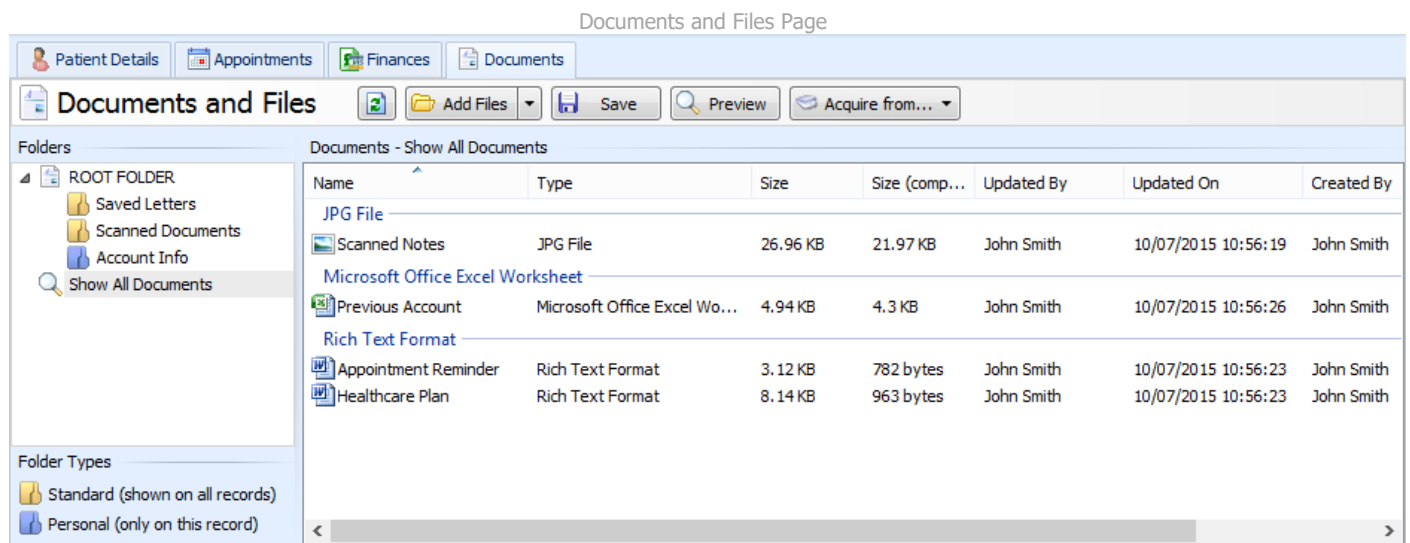 Documents and Files Page
Patient Details Appointments Finances Documents
Documents and Files Add Files Save Preview Acquire from...
Folders
ROOT FOLDER
Saved Letters
Scanned Documents
Account Info
Show All Documents
Folder Types
Standard (shown on all records)
Personal (only on this record)
Documents - Show All Documents
Name Type Size Size (comp... Updated By Updated On Created By
JPG File
Scanned Notes JPG File 26.96 KB 21.97 KB John Smith 10/07/2015 10:56:19 John Smith
Microsoft Office Excel Worksheet
Previous Account Microsoft Office Excel Wo... 4.94 KB 4.3 KB John Smith 10/07/2015 10:56:26 John Smith
Rich Text Format
Appointment Reminder Rich Text Format 3.12 KB 782 bytes John Smith 10/07/2015 10:56:23 John Smith
Healthcare Plan Rich Text Format 8.14 KB 963 bytes John Smith 10/07/2015 10:56:23 John Smith